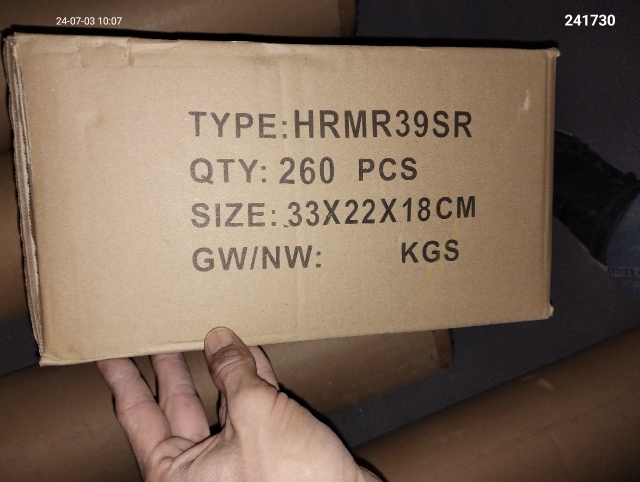 24-07-03 10:07
241730
TYPE:HRMR39SR
QTY: 260 PCS
SIZE: 33X22X18CM
GW/NW: KGS